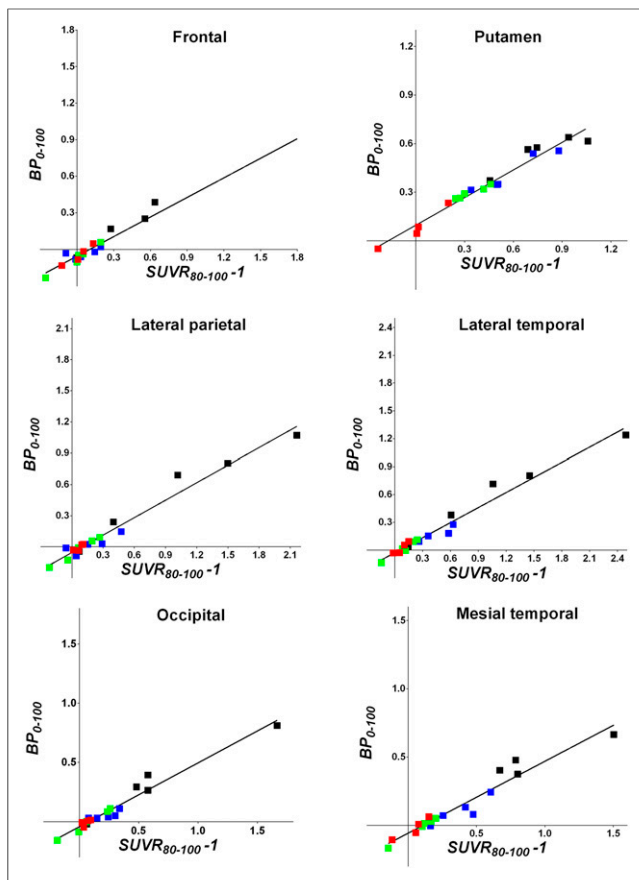 Frontal
1.8
1.5
1.2
0.9
0.6
0.3
BP0-100
0.3 0.6 0.9 1.2 1.5 1.8
SUVR80-100-1
Putamen
1.2
0.9
0.6
0.3
BP0-100
0.3 0.6 0.9 1.2
SUVR80-100-1
Lateral parietal
2.1
1.8
1.5
1.2
0.9
0.6
0.3
BP0-100
0 0.3 0.6 0.9 1.2 1.5 1.8 2.1
SUVR80-100-1
Lateral temporal
2.4
2.1
1.8
1.5
1.2
0.9
0.6
0.3
BP0-100
0.3 0.6 0.9 1.2 1.5 1.8 2.1 2.4
SUVR80-100-1
Occipital
1.5
1.0
0.5
BP0-100
0.5 1.0 1.5
SUVR80-100-1
Mesial temporal
1.5
1.0
0.5
BP0-100
0.5 1.0 1.5
SUVR80-100-1